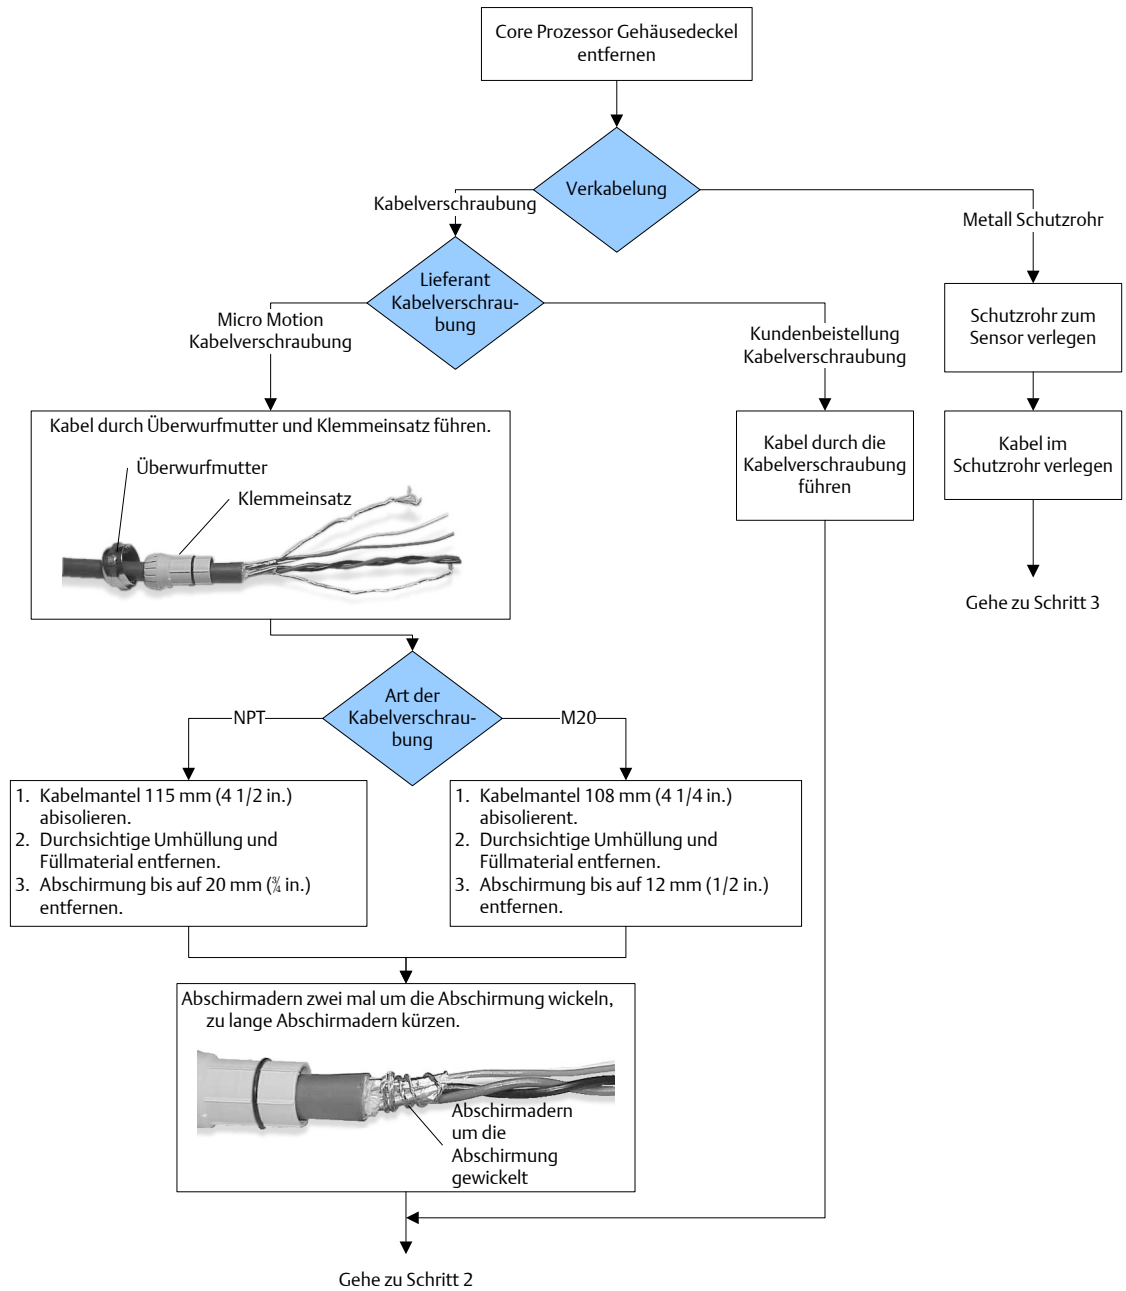 Core Prozessor Gehäusedeckel
entfernen
Verkabelung
Kabelverschraubung
Metall Schutzrohr
Lieferant
Kabelverschrau-
bung
Micro Motion
Kabelverschraubung
Kundenbeistellung
Kabelverschraubung
Schutzrohr zum
Sensor verlegen
Kabel durch Überwurfmutter und Klemmeinsatz führen.
Überwurfmutter
Klemmeinsatz
Kabel durch die
Kabelverschraubung
führen
Kabel im
Schutzrohr verlegen
Gehe zu Schritt 3
Art der
Kabelverschrau-
bung
NPT
M20
1. Kabelmantel 115 mm (4 1/2 in.)
abisolieren.
2. Durchsichtige Umhüllung und
Füllmaterial entfernen.
3. Abschirmung bis auf 20 mm (¾ in.)
entfernen.
1. Kabelmantel 108 mm (4 1/4 in.)
abisolierent.
2. Durchsichtige Umhüllung und
Füllmaterial entfernen.
3. Abschirmung bis auf 12 mm (1/2 in.)
entfernen.
Abschirmadern zwei mal um die Abschirmung wickeln,
zu lange Abschirmadern kürzen.
Abschirmadern
um die
Abschirmung
gewickelt
Gehe zu Schritt 2